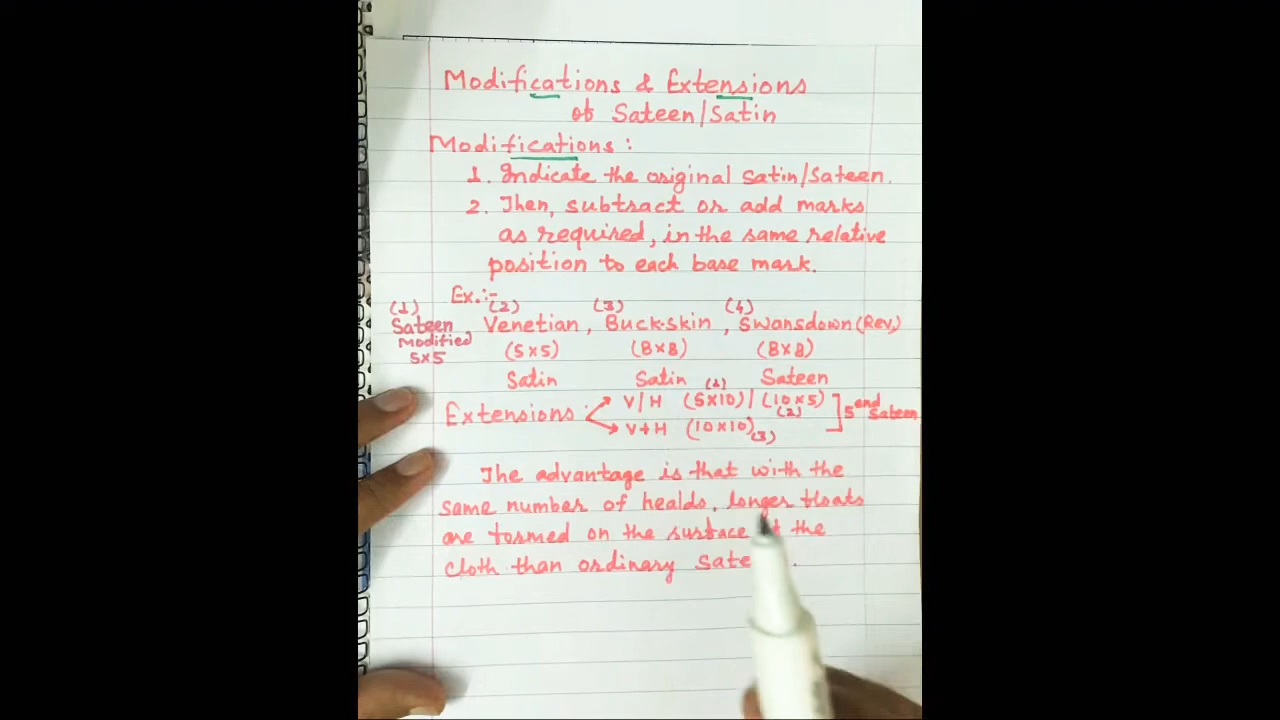 Modifications & Extensions
of Sateen/Satin
Modifications :
1. Indicate the original satin/Sateen.
2. Then, subtract or add marks
as required, in the same relative
position to each base mark.
Ex.:-
(1) (2) (3) (4)
Sateen, Venetian, Buckskin, Swansdown (Rev.)
Modified
5x5 (5x5) (8x8) (8x8)
Satin Satin Sateen
Extensions : V/H (5x10) (1) / (10x5) (2)
V+H (10x10) (3) ] 5 end Sateen
The advantage is that with the
same number of healds, longer floats
are formed on the surface the
cloth than ordinary